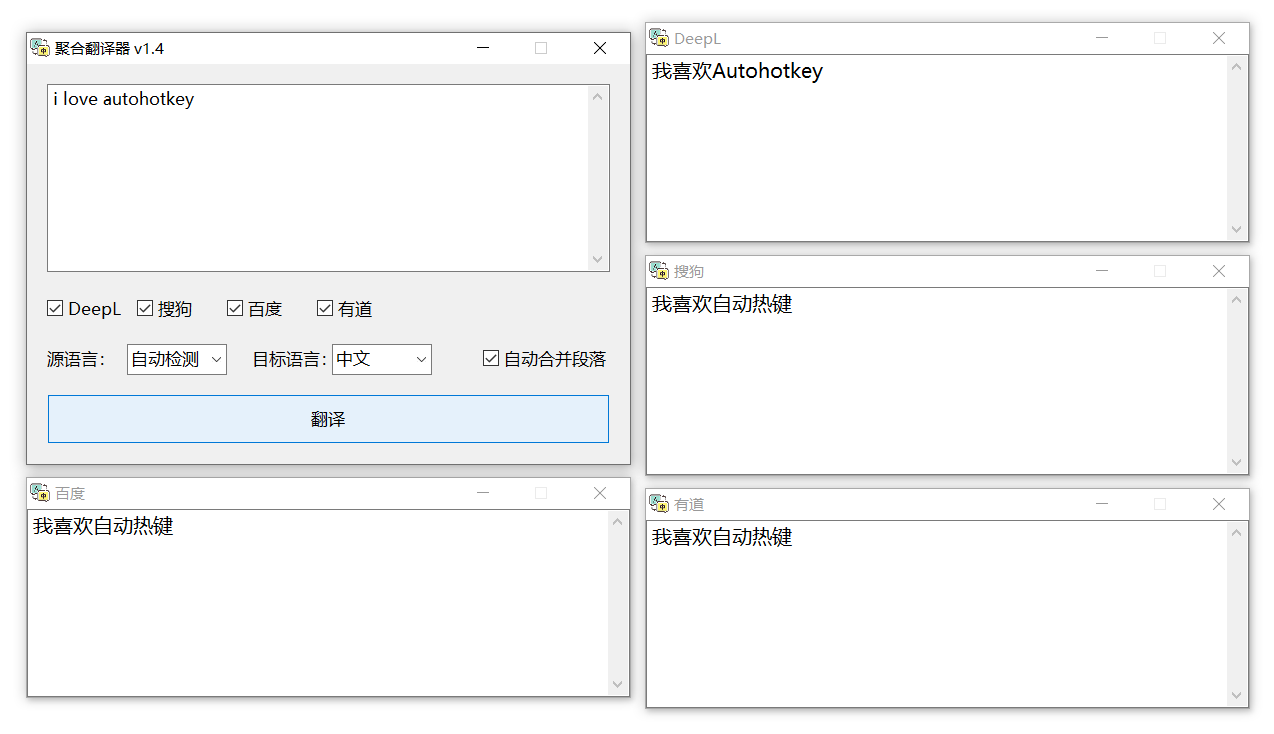 聚合翻译器 v1.4
i love autohotkey
DeepL 搜狗 百度 有道
源语言： 自动检测 目标语言： 中文 自动合并段落
翻译
百度
我喜欢自动热键
DeepL
我喜欢Autohotkey
搜狗
我喜欢自动热键
有道
我喜欢自动热键